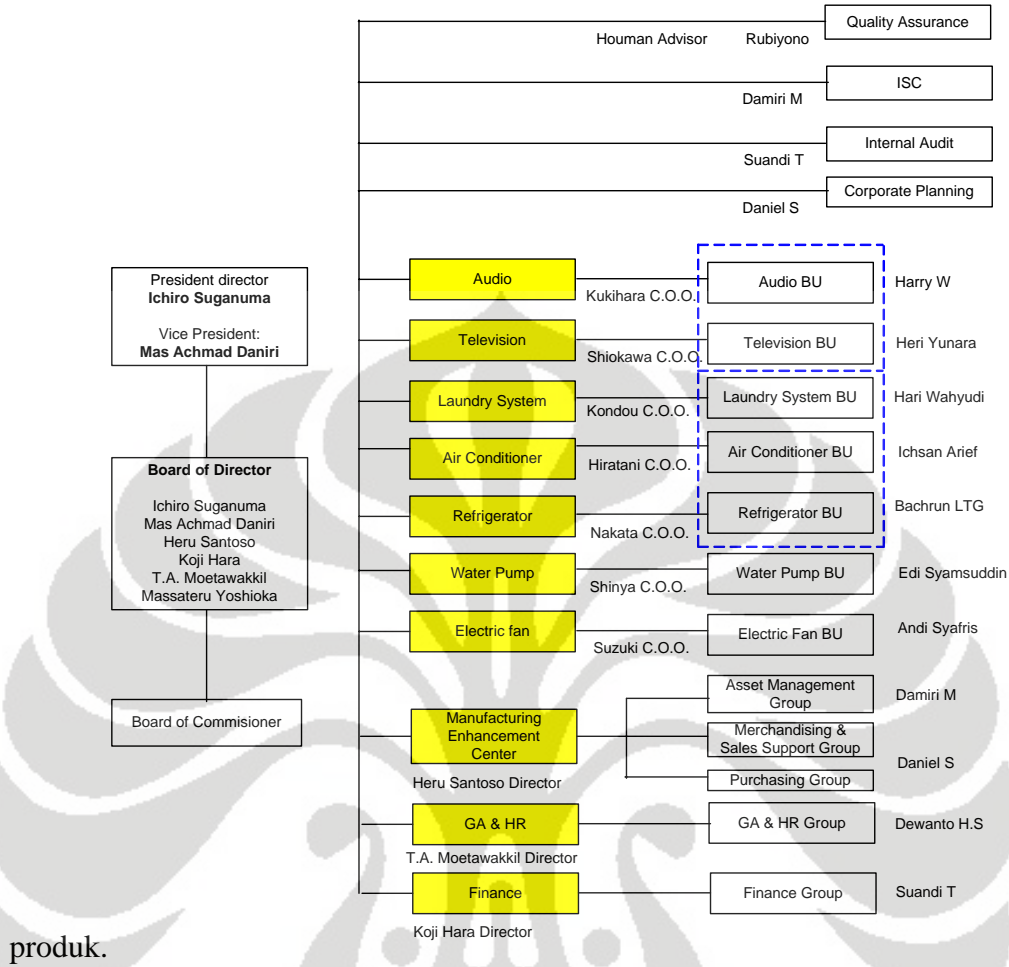 Quality Assurance
Houman Advisor Rubiyono
ISC
Damiri M
Internal Audit
Suandi T
Corporate Planning
Daniel S
President director
Ichiro Suganuma
Vice President:
Mas Achmad Daniri
Board of Director
Ichiro Suganuma
Mas Achmad Daniri
Heru Santoso
Koji Hara
T.A. Moetawakkil
Massateru Yoshioka
Board of Commisioner
Audio
Kukihara C.O.O.
Audio BU
Harry W
Television
Shiokawa C.O.O.
Television BU
Heri Yunara
Laundry System
Kondou C.O.O.
Laundry System BU
Hari Wahyudi
Air Conditioner
Hiratani C.O.O.
Air Conditioner BU
Ichsan Arief
Refrigerator
Nakata C.O.O.
Refrigerator BU
Bachrun LTG
Water Pump
Shinya C.O.O.
Water Pump BU
Edi Syamsuddin
Electric fan
Suzuki C.O.O.
Electric Fan BU
Andi Syafris
Manufacturing
Enhancement
Center
Heru Santoso Director
Asset Management
Group
Damiri M
Merchandising &
Sales Support Group
Daniel S
Purchasing Group
GA & HR
T.A. Moetawakkil Director
GA & HR Group
Dewanto H.S
Finance
Koji Hara Director
Finance Group
Suandi T
produk.